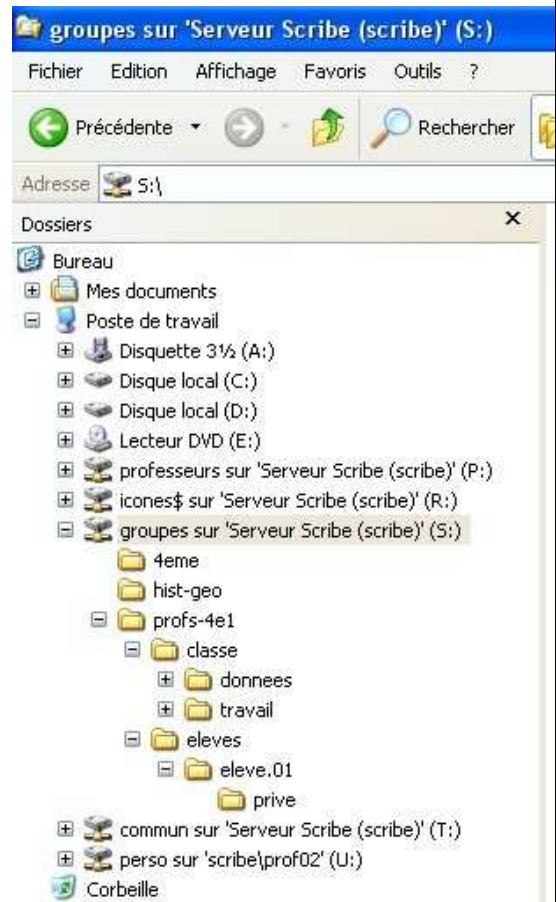 groupes sur 'Serveur Scribe (scribe)' (S:)
Fichier Edition Affichage Favoris Outils ?
Précédente Rechercher
Adresse S:\
Dossiers
Bureau
Mes documents
Poste de travail
Disquette 3½ (A:)
Disque local (C:)
Disque local (D:)
Lecteur DVD (E:)
professeurs sur 'Serveur Scribe (scribe)' (P:)
icones$ sur 'Serveur Scribe (scribe)' (R:)
groupes sur 'Serveur Scribe (scribe)' (S:)
4eme
hist-geo
profs-4e1
classe
donnees
travail
eleves
eleve.01
prive
commun sur 'Serveur Scribe (scribe)' (T:)
perso sur 'scribe\prof02' (U:)
Corbeille